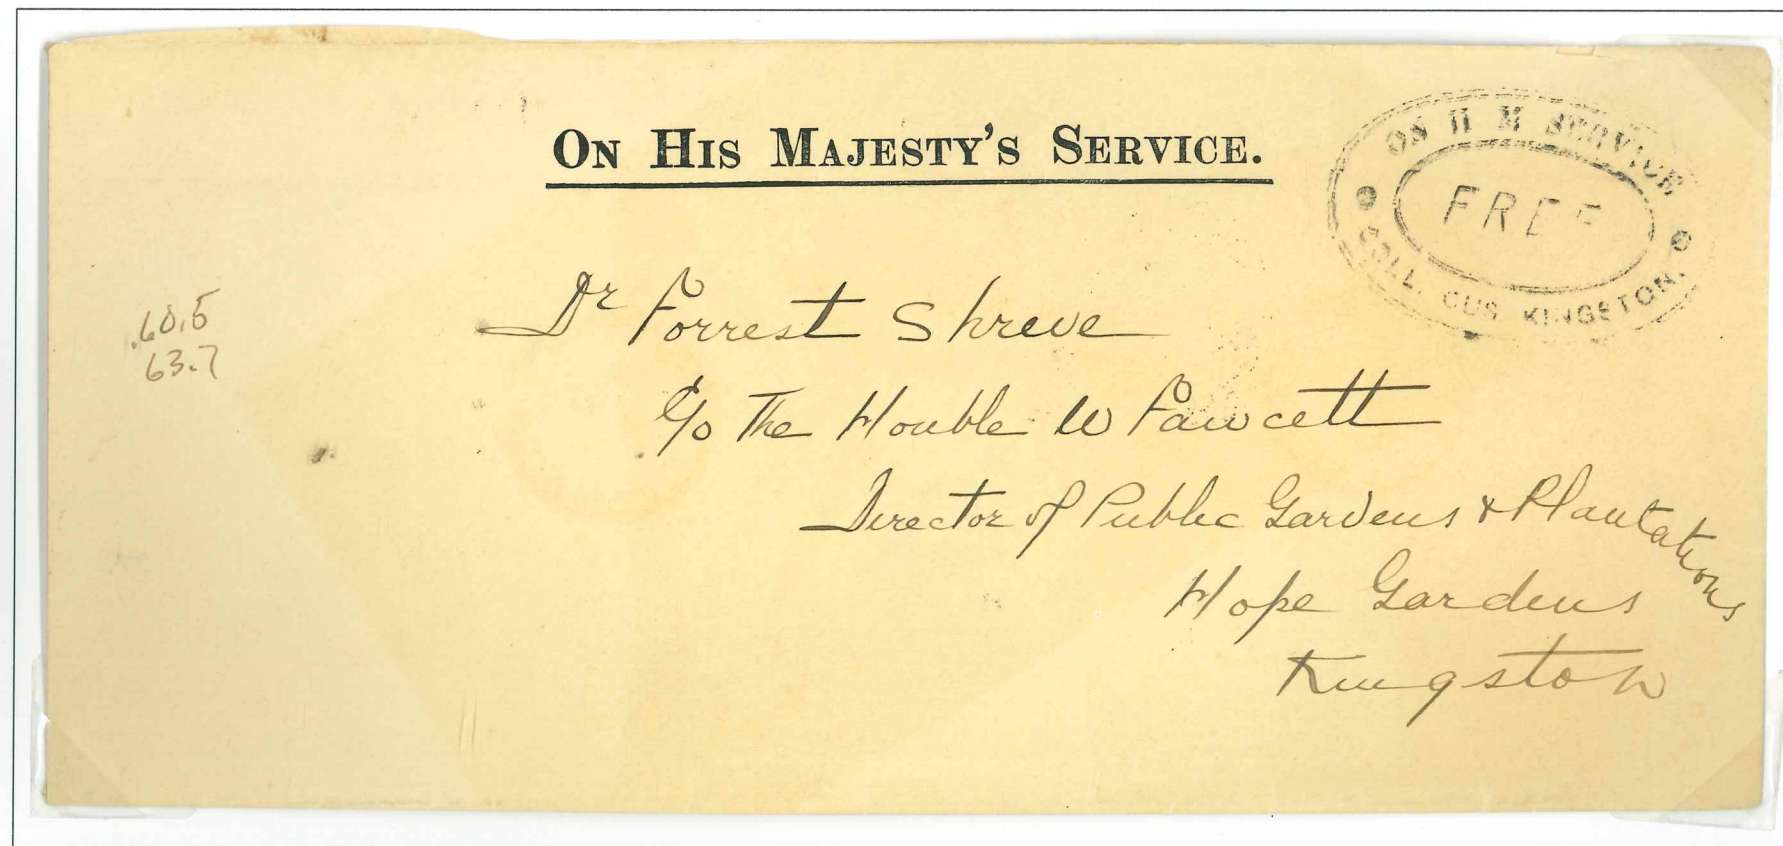 ON HIS MAJESTY'S SERVICE.
ON H M SERVICE
FREE
COLL. CUS. KINGSTON.
Dr Forrest Shreve
c/o The Honble W Fawcett
Director of Public Gardens & Plantations
Hope Gardens
Kingston
.60.5
63.7